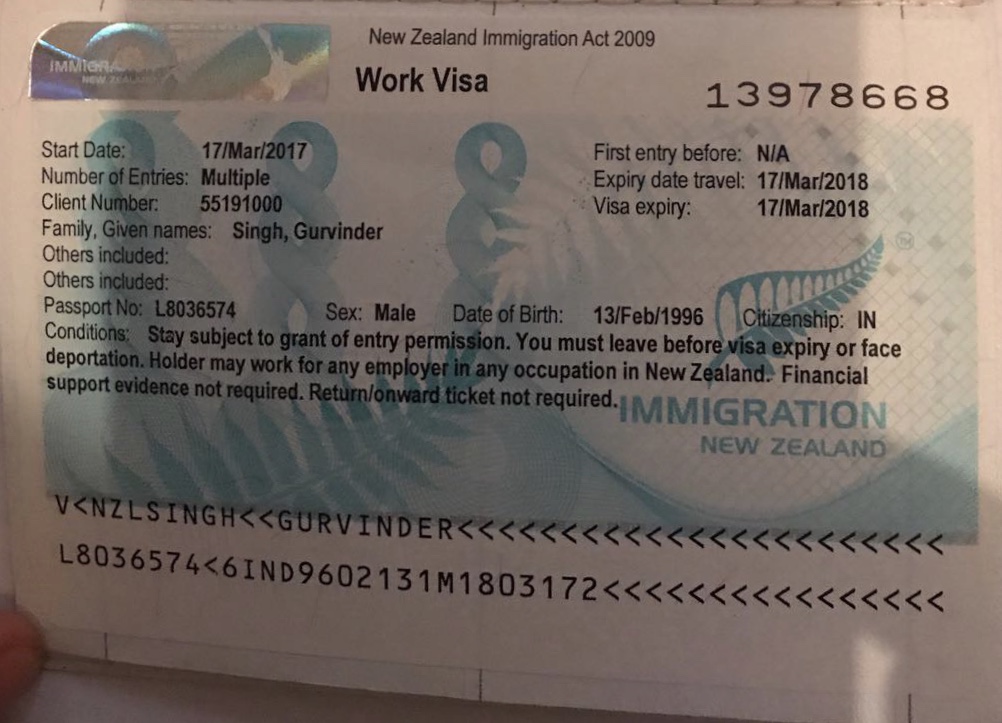 IMMIGRATION
NEW ZEALAND
New Zealand Immigration Act 2009
Work Visa
13978668
Start Date: 17/Mar/2017
First entry before: N/A
Number of Entries: Multiple
Expiry date travel: 17/Mar/2018
Client Number: 55191000
Visa expiry: 17/Mar/2018
Family, Given names: Singh, Gurvinder
Others included:
Others included:
Passport No: L8036574 Sex: Male Date of Birth: 13/Feb/1996 Citizenship: IN
Conditions: Stay subject to grant of entry permission. You must leave before visa expiry or face
deportation. Holder may work for any employer in any occupation in New Zealand. Financial
support evidence not required. Return/onward ticket not required.
TM
IMMIGRATION
NEW ZEALAND
V<NZLSINGH<<GURVINDER<<<<<<<<<<<<<<<<<<<<<<<
L8036574<6IND9602131M1803172<<<<<<<<<<<<<<<<